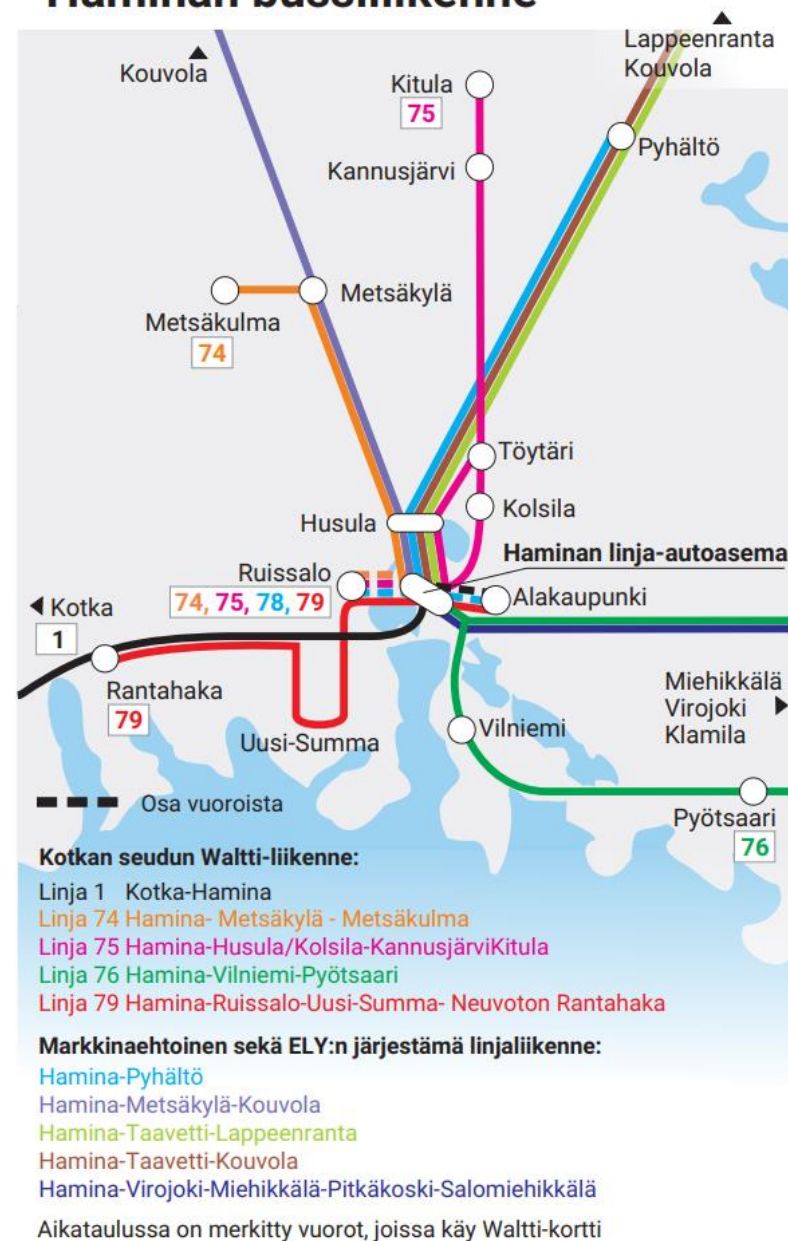 Haminan bussiliikenne
Lappeenranta
Kouvola
Kouvola
Kitula
75
Pyhältö
Kannusjärvi
Metsäkylä
Metsäkulma
74
Töytäri
Kolsila
Husula
Haminan linja-autoasema
Ruissalo
74, 75, 78, 79
Alakaupunki
Kotka
1
Rantahaka
79
Uusi-Summa
Miehikkälä
Virojoki
Klamila
Vilniemi
Osa vuoroista
Pyötsaari
76
Kotkan seudun Waltti-liikenne:
Linja 1 Kotka-Hamina
Linja 74 Hamina- Metsäkylä - Metsäkulma
Linja 75 Hamina-Husula/Kolsila-KannusjärviKitula
Linja 76 Hamina-Vilniemi-Pyötsaari
Linja 79 Hamina-Ruissalo-Uusi-Summa- Neuvoton Rantahaka
Markkinaehtoinen sekä ELY:n järjestämä linjaliikenne:
Hamina-Pyhältö
Hamina-Metsäkylä-Kouvola
Hamina-Taavetti-Lappeenranta
Hamina-Taavetti-Kouvola
Hamina-Virojoki-Miehikkälä-Pitkäkoski-Salomiehikkälä
Aikataulussa on merkitty vuorot, joissa käy Waltti-kortti